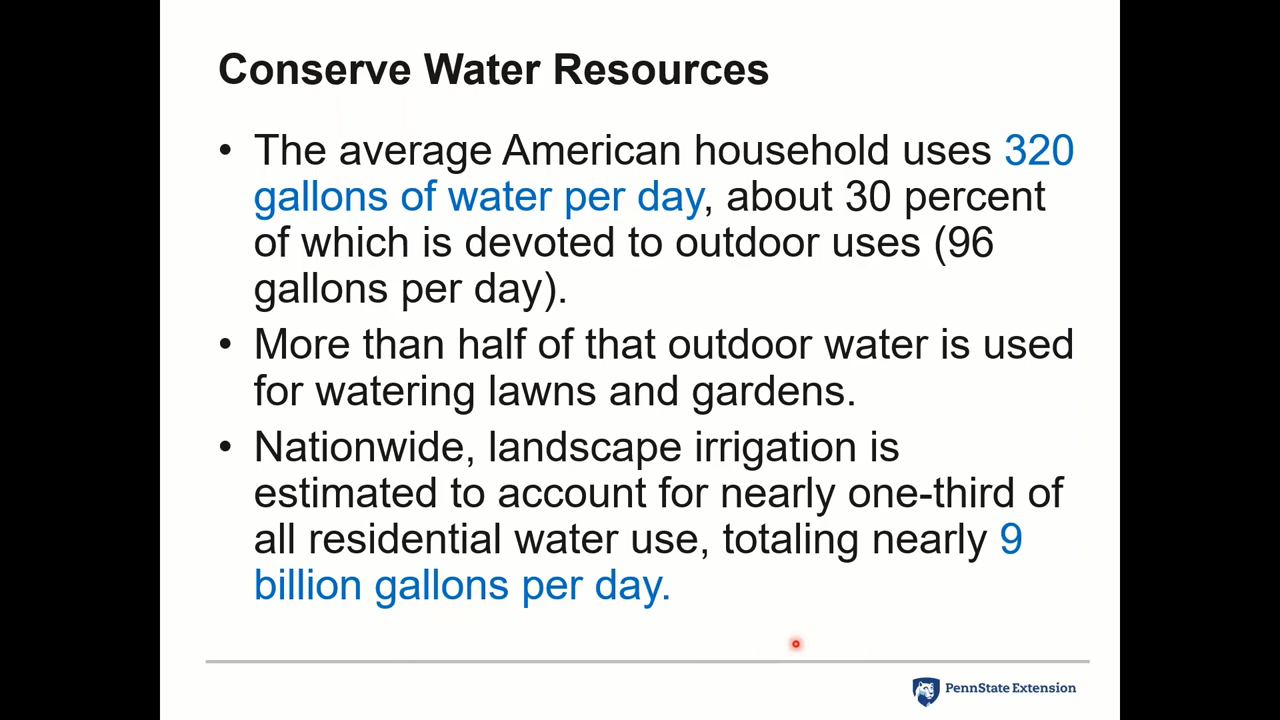 Conserve Water Resources
• The average American household uses 320
gallons of water per day, about 30 percent
of which is devoted to outdoor uses (96
gallons per day).
• More than half of that outdoor water is used
for watering lawns and gardens.
• Nationwide, landscape irrigation is
estimated to account for nearly one-third of
all residential water use, totaling nearly 9
billion gallons per day.
PennState Extension